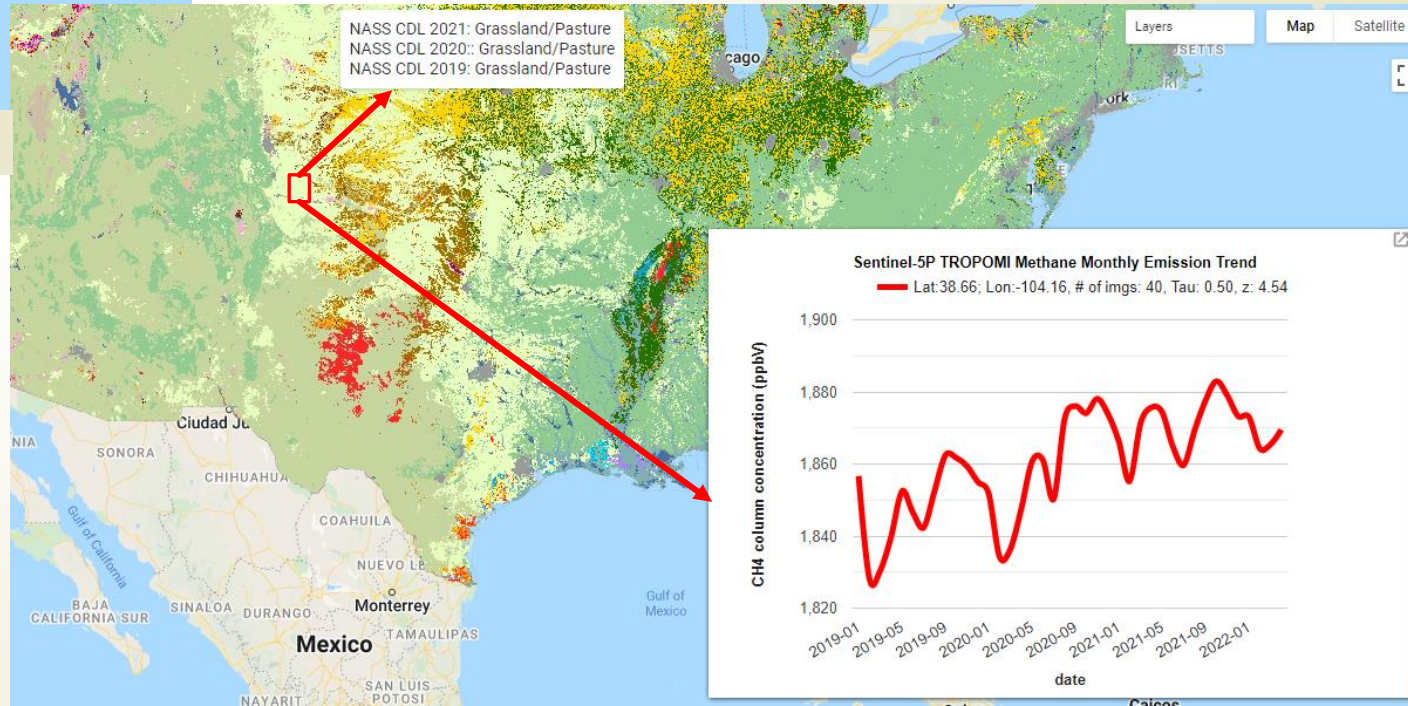 NASS CDL 2021: Grassland/Pasture
NASS CDL 2020:: Grassland/Pasture
NASS CDL 2019: Grassland/Pasture
Layers
Map
Satellite
cago
SETTS
RI
ork
Ciudad Ju
NIA
SONORA
CHIHUAHUA
COAHUILA
Gulf of California
NUEVO LE
BAJA
CALIFORNIA SUR
SINALOA
DURANGO
Monterrey
TAMAULIPAS
Mexico
Gulf of
Mexico
SAN LUIS
POTOSI
NAYARIT
Sentinel-5P TROPOMI Methane Monthly Emission Trend
Lat:38.66; Lon:-104.16, # of imgs: 40, Tau: 0.50, z: 4.54
CH4 column concentration (ppbV)
1,900
1,880
1,860
1,840
1,820
2019-01
2019-05
2019-09
2020-01
2020-05
2020-09
2021-01
2021-05
2021-09
2022-01
date
Caicos